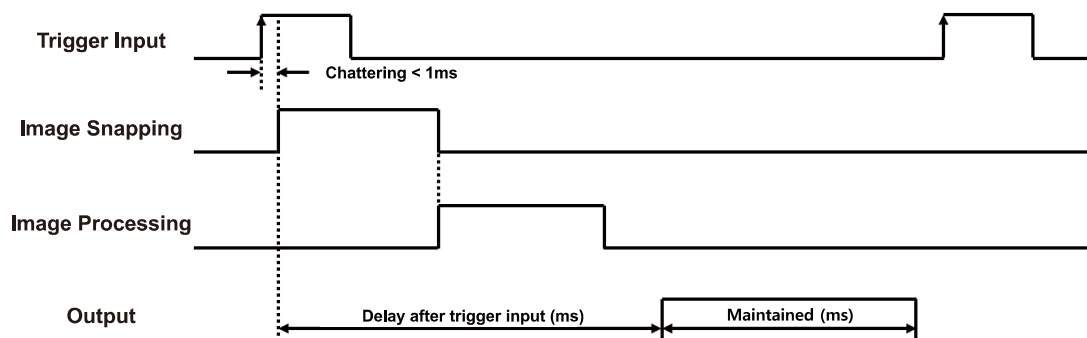 Trigger Input
Chattering < 1ms
Image Snapping
Image Processing
Output
Delay after trigger input (ms)
Maintained (ms)